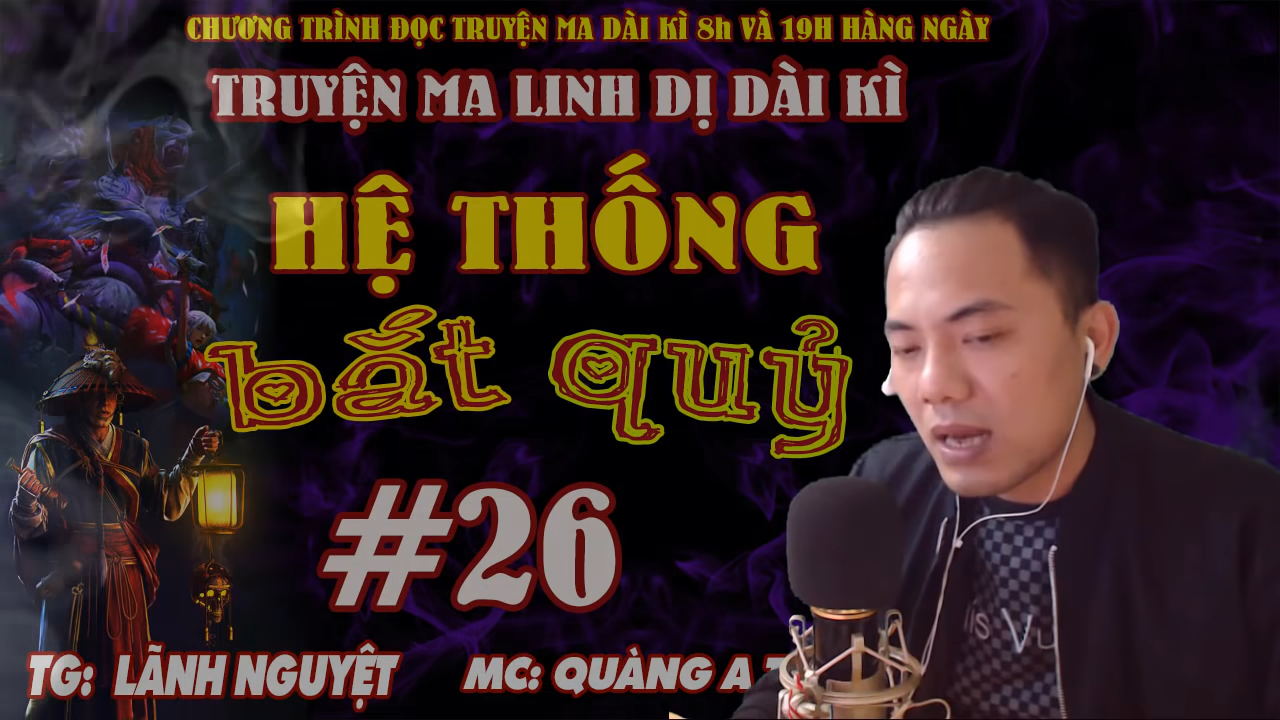 CHƯƠNG TRÌNH ĐỌC TRUYỆN MA DÀI KÌ 8h VÀ 19H HÀNG NGÀY
TRUYỆN MA LINH DỊ DÀI KÌ
HỆ THỐNG
bắt quỷ
#26
TG: LÃNH NGUYỆT
MC: QUÀNG A